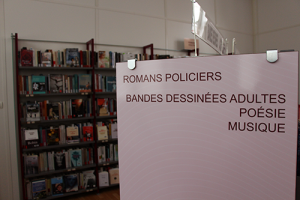 ROMANS POLICIERS
BANDES DESSINÉES ADULTES
POÉSIE
MUSIQUE